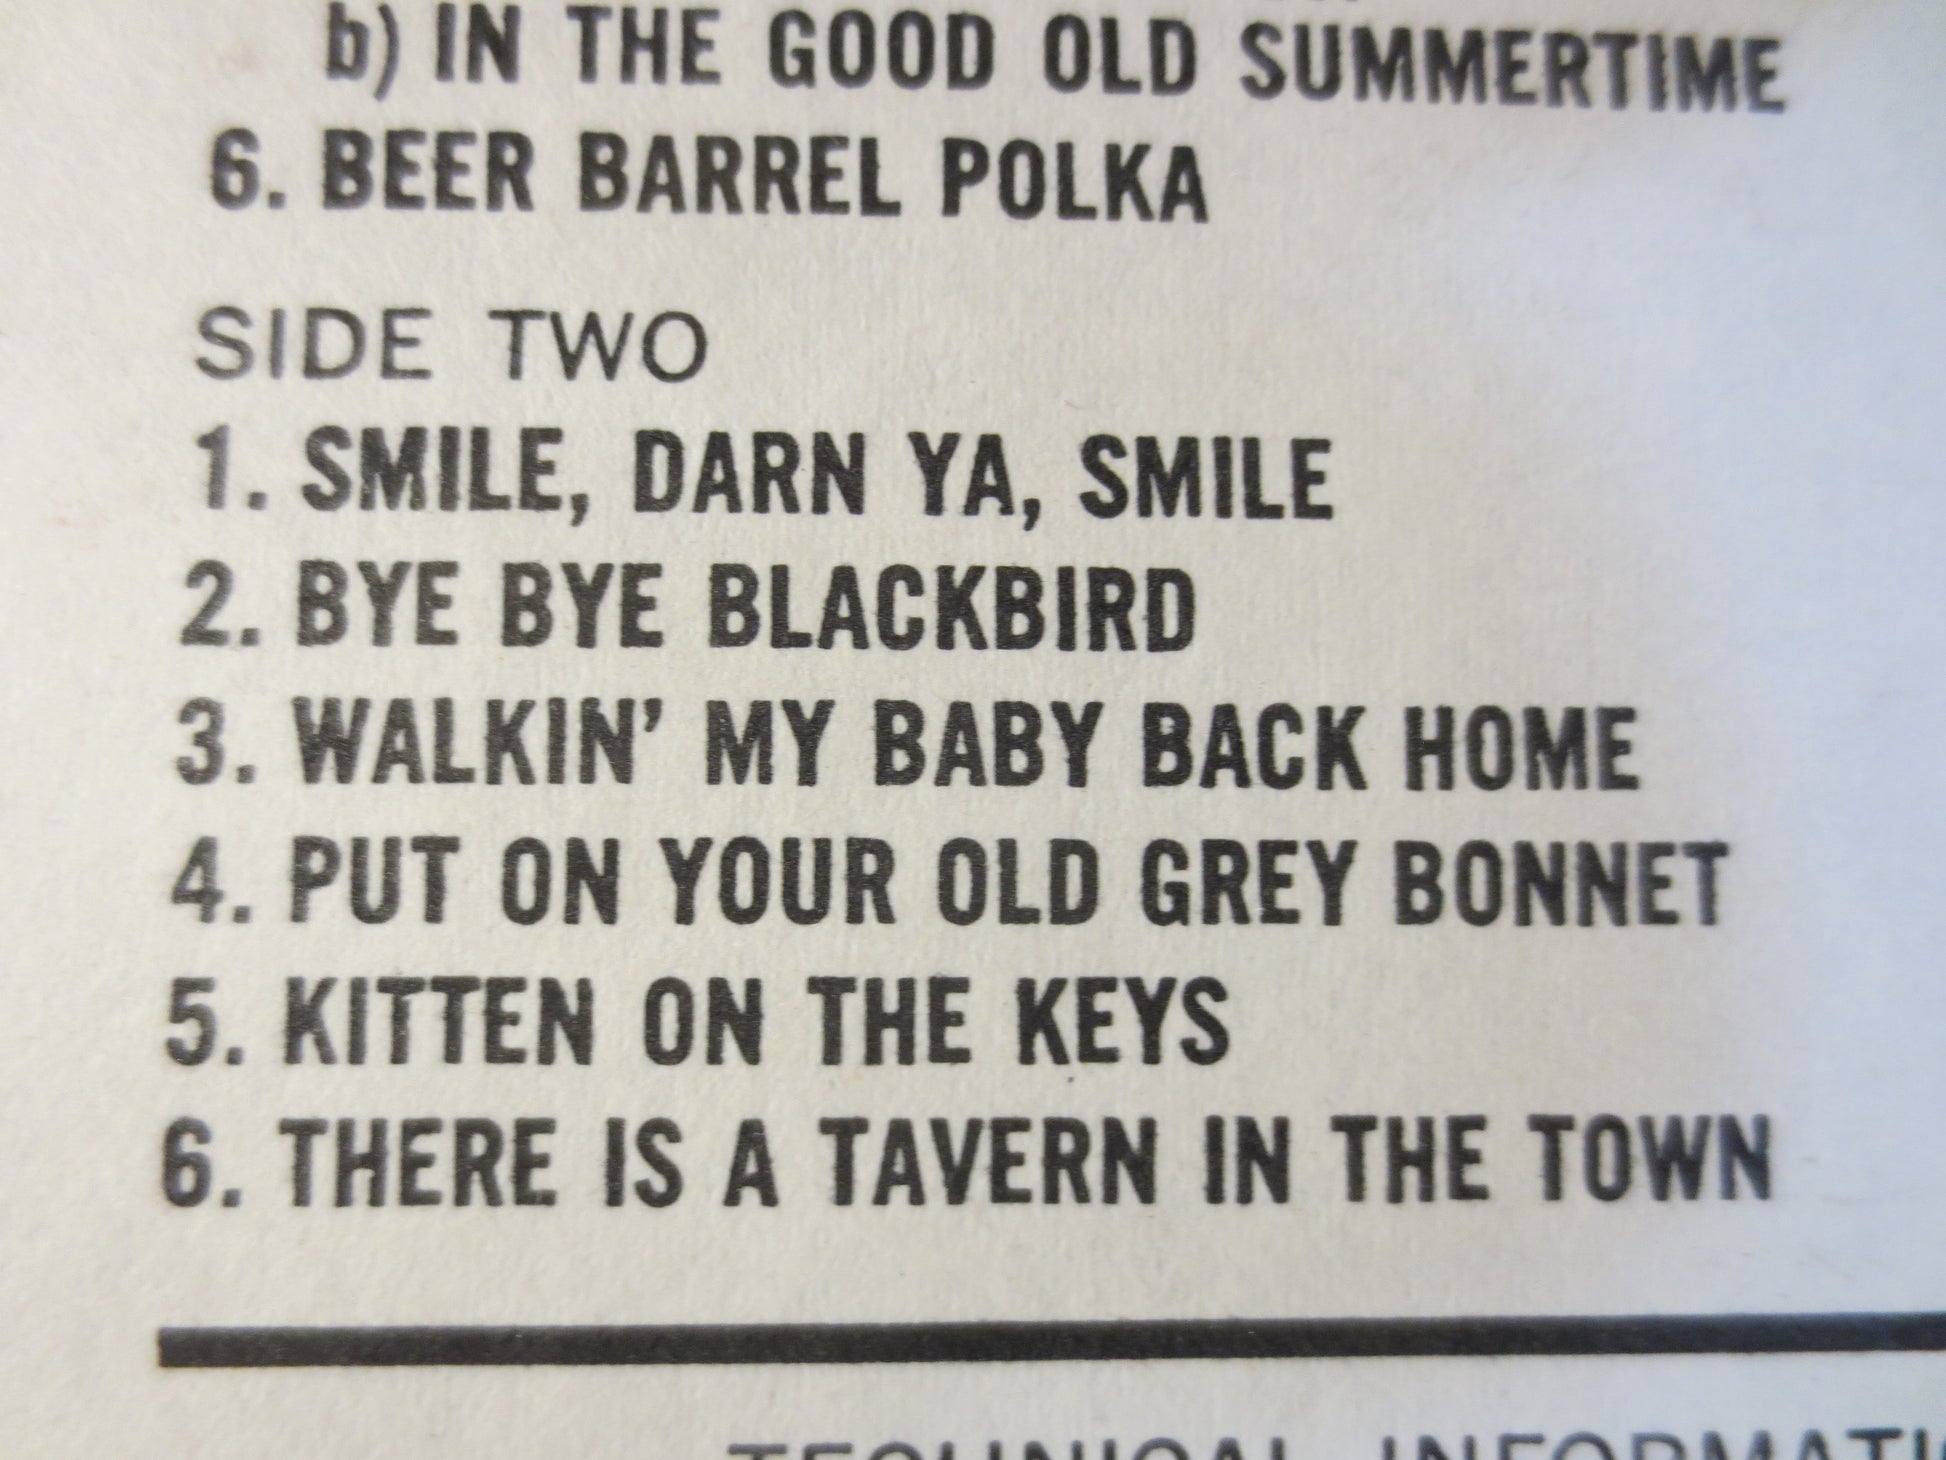 b) IN THE GOOD OLD SUMMERTIME
6. BEER BARREL POLKA
SIDE TWO
1. SMILE, DARN YA, SMILE
2. BYE BYE BLACKBIRD
3. WALKIN' MY BABY BACK HOME
4. PUT ON YOUR OLD GREY BONNET
5. KITTEN ON THE KEYS
6. THERE IS A TAVERN IN THE TOWN
TECHNICAL